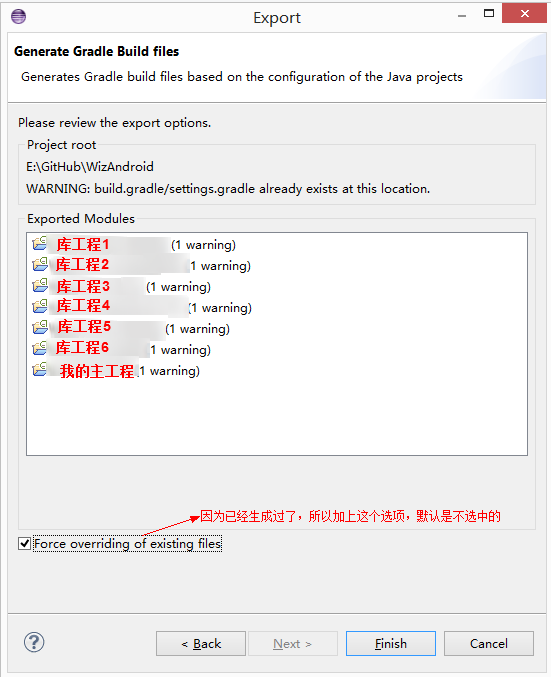 Export
Generate Gradle Build files
Generates Gradle build files based on the configuration of the Java projects
Please review the export options.
Project root
E:\GitHub\WizAndroid
WARNING: build.gradle/settings.gradle already exists at this location.
Exported Modules
库工程1 (1 warning)
库工程2 1 warning)
库工程3 (1 warning)
库工程4 (1 warning)
库工程5 (1 warning)
库工程6 1 warning)
我的主工程 1 warning)
因为已经生成过了，所以加上这个选项，默认是不选中的
Force overriding of existing files
?
< Back Next > Finish Cancel